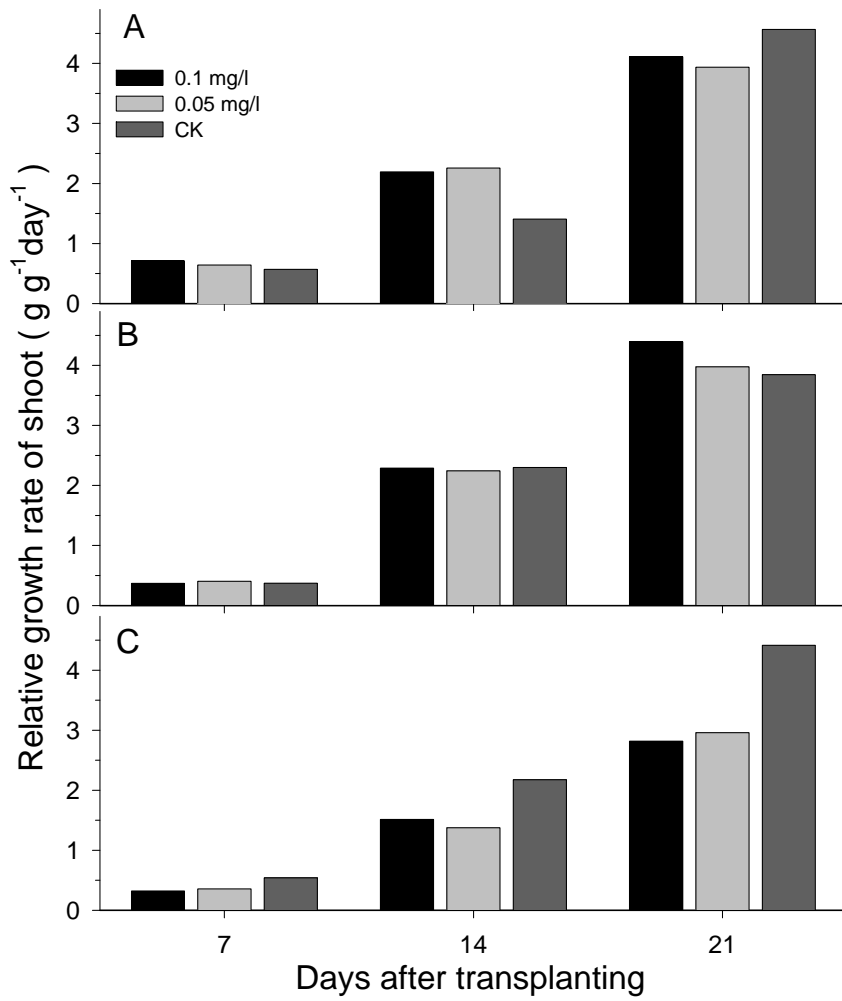 Relative growth rate of shoot ( g g⁻¹day⁻¹ )
A
0.1 mg/l
0.05 mg/l
CK
4
3
2
1
0
B
4
3
2
1
0
C
4
3
2
1
0
7 14 21
Days after transplanting